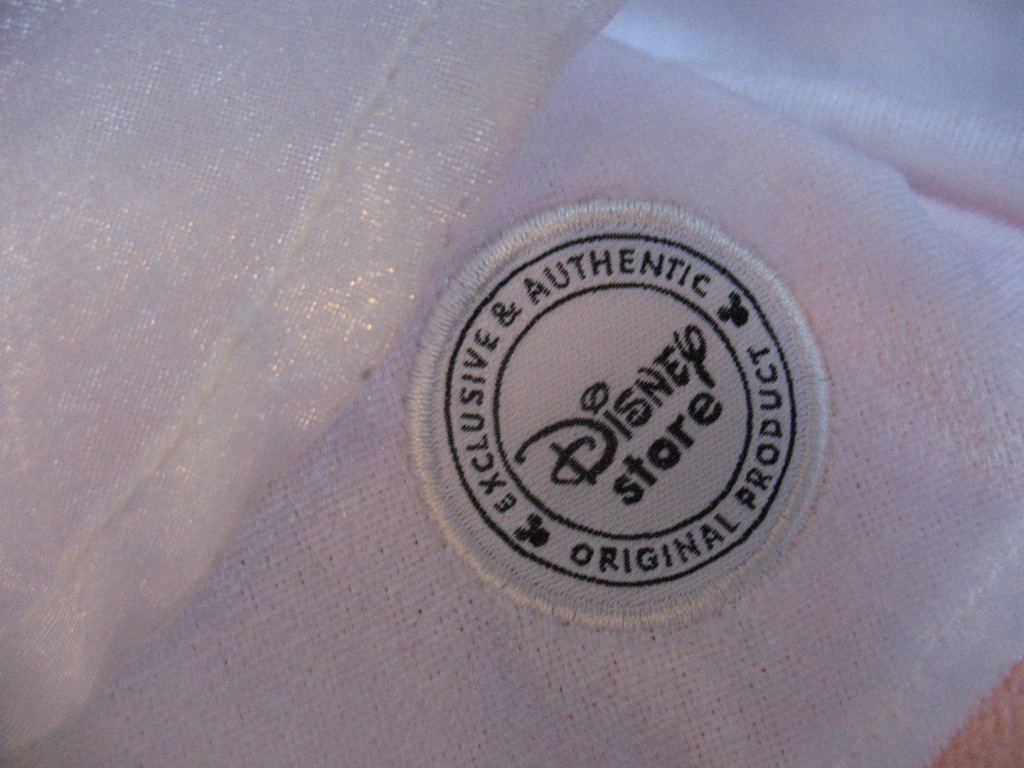 EXCLUSIVE & AUTHENTIC
Disney
store
ORIGINAL PRODUCT